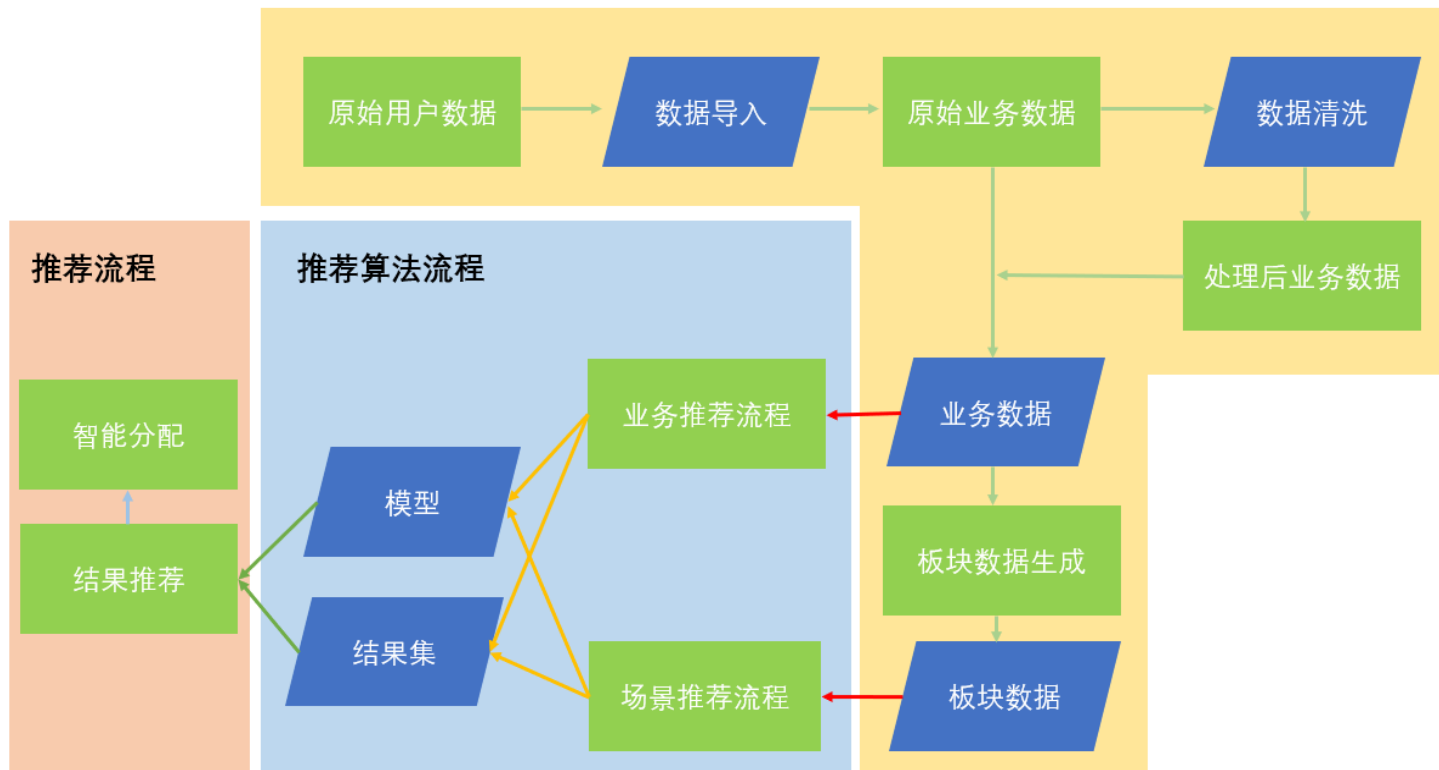 原始用户数据
数据导入
原始业务数据
数据清洗
处理后业务数据
推荐流程
推荐算法流程
业务数据
业务推荐流程
智能分配
模型
板块数据生成
结果推荐
结果集
场景推荐流程
板块数据